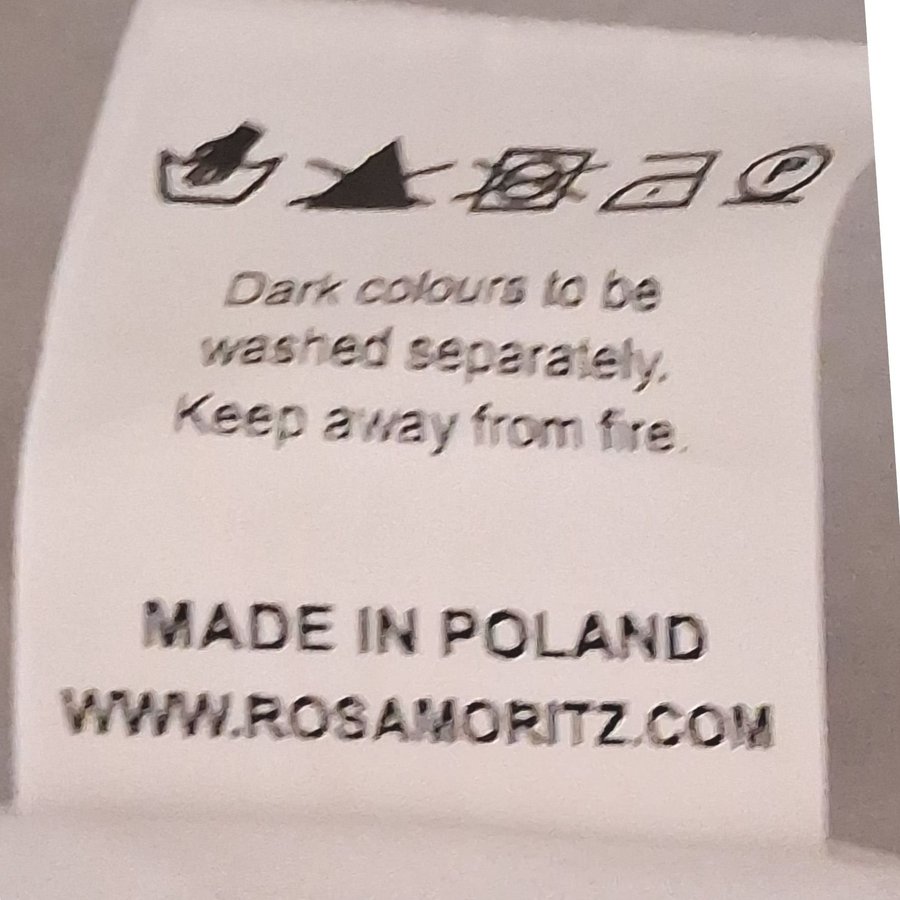 P
Dark colours to be
washed separately.
Keep away from fire.
MADE IN POLAND
WWW.ROSAMORITZ.COM